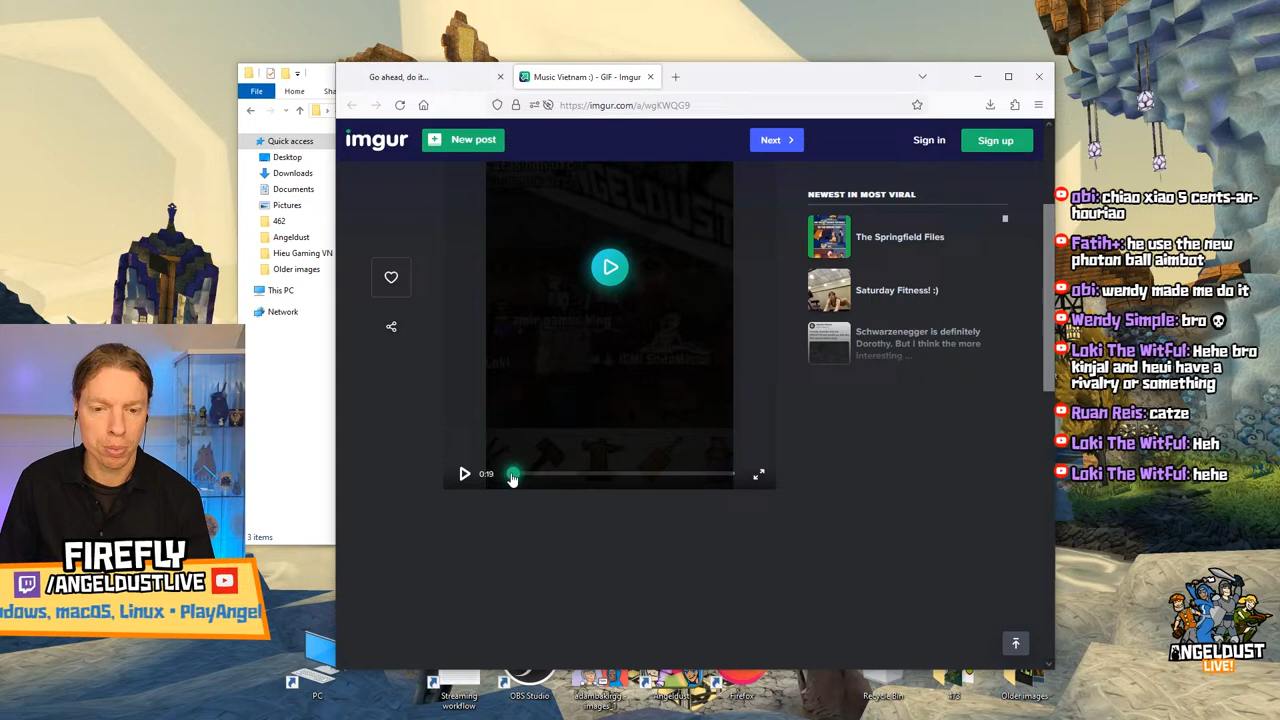 Go ahead, do it...
Music Vietnam :) - GIF - Imgur
File
Home
Sha
https://imgur.com/a/wgKWQG9
imgur
New post
Next
Sign in
Sign up
Quick access
Desktop
Downloads
Documents
Pictures
462
Angeldust
Hieu Gaming VN
Older images
This PC
Network
3 items
0:19
NEWEST IN MOST VIRAL
The Springfield Files
Saturday Fitness! :)
Schwarzenegger is definitely
Dorothy. But I think the more
interesting ...
obi: chiao xiao 5 cents-an-
houriao
Fatih+: he use the new
photon ball aimbot
obi: wendy made me do it
Wendy Simple: bro 💀
Loki The Witful: Hehe bro
kinjal and heui have a
rivalry or something
Ruan Reis: catze
Loki The Witful: Heh
Loki The Witful: hehe
FIREFLY
/ANGELDUSTLIVE
ndows, macOS, Linux • PlayAngel
ANGELDUST
LIVE!
PC
Streaming
workflow
OBS Studio
Angeldust
Firefox
Recycle Bin
473
Older images